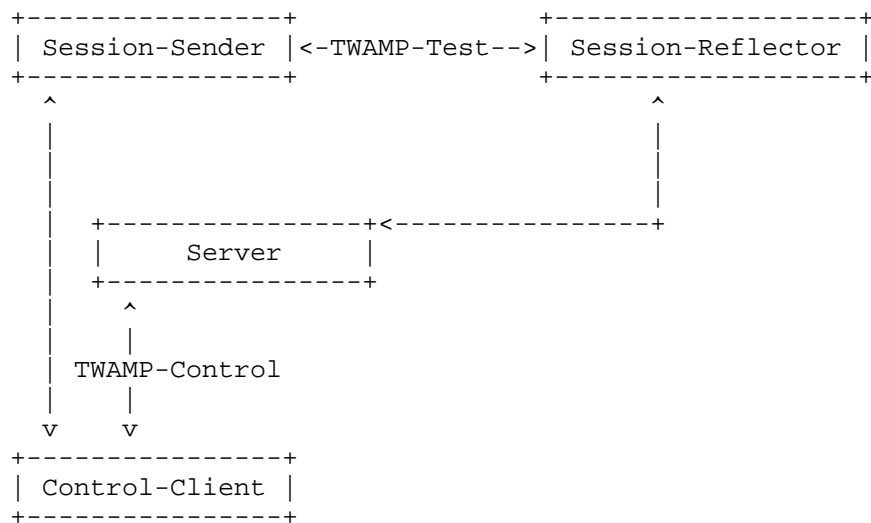 +----------------+               +-------------------+
| Session-Sender |<-TWAMP-Test-->| Session-Reflector |
+----------------+               +-------------------+
  ^                                     ^
  |                                     |
  |                                     |
  |                                     |
  |  +----------------+<----------------+
  |  |     Server     |
  |  +----------------+
  |    ^
  |    |
  | TWAMP-Control
  |    |
  v    v
+----------------+
| Control-Client |
+----------------+